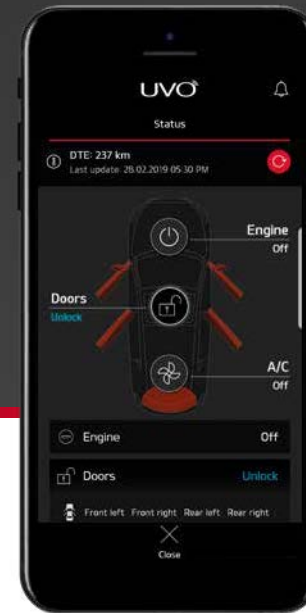 UVO
Status
DTE: 237 km
Last update: 28.02.2019 05:30 PM
Engine
Off
Doors
Unlock
A/C
Off
Engine Off
Doors Unlock
Front left Front right Rear left Rear right
Close